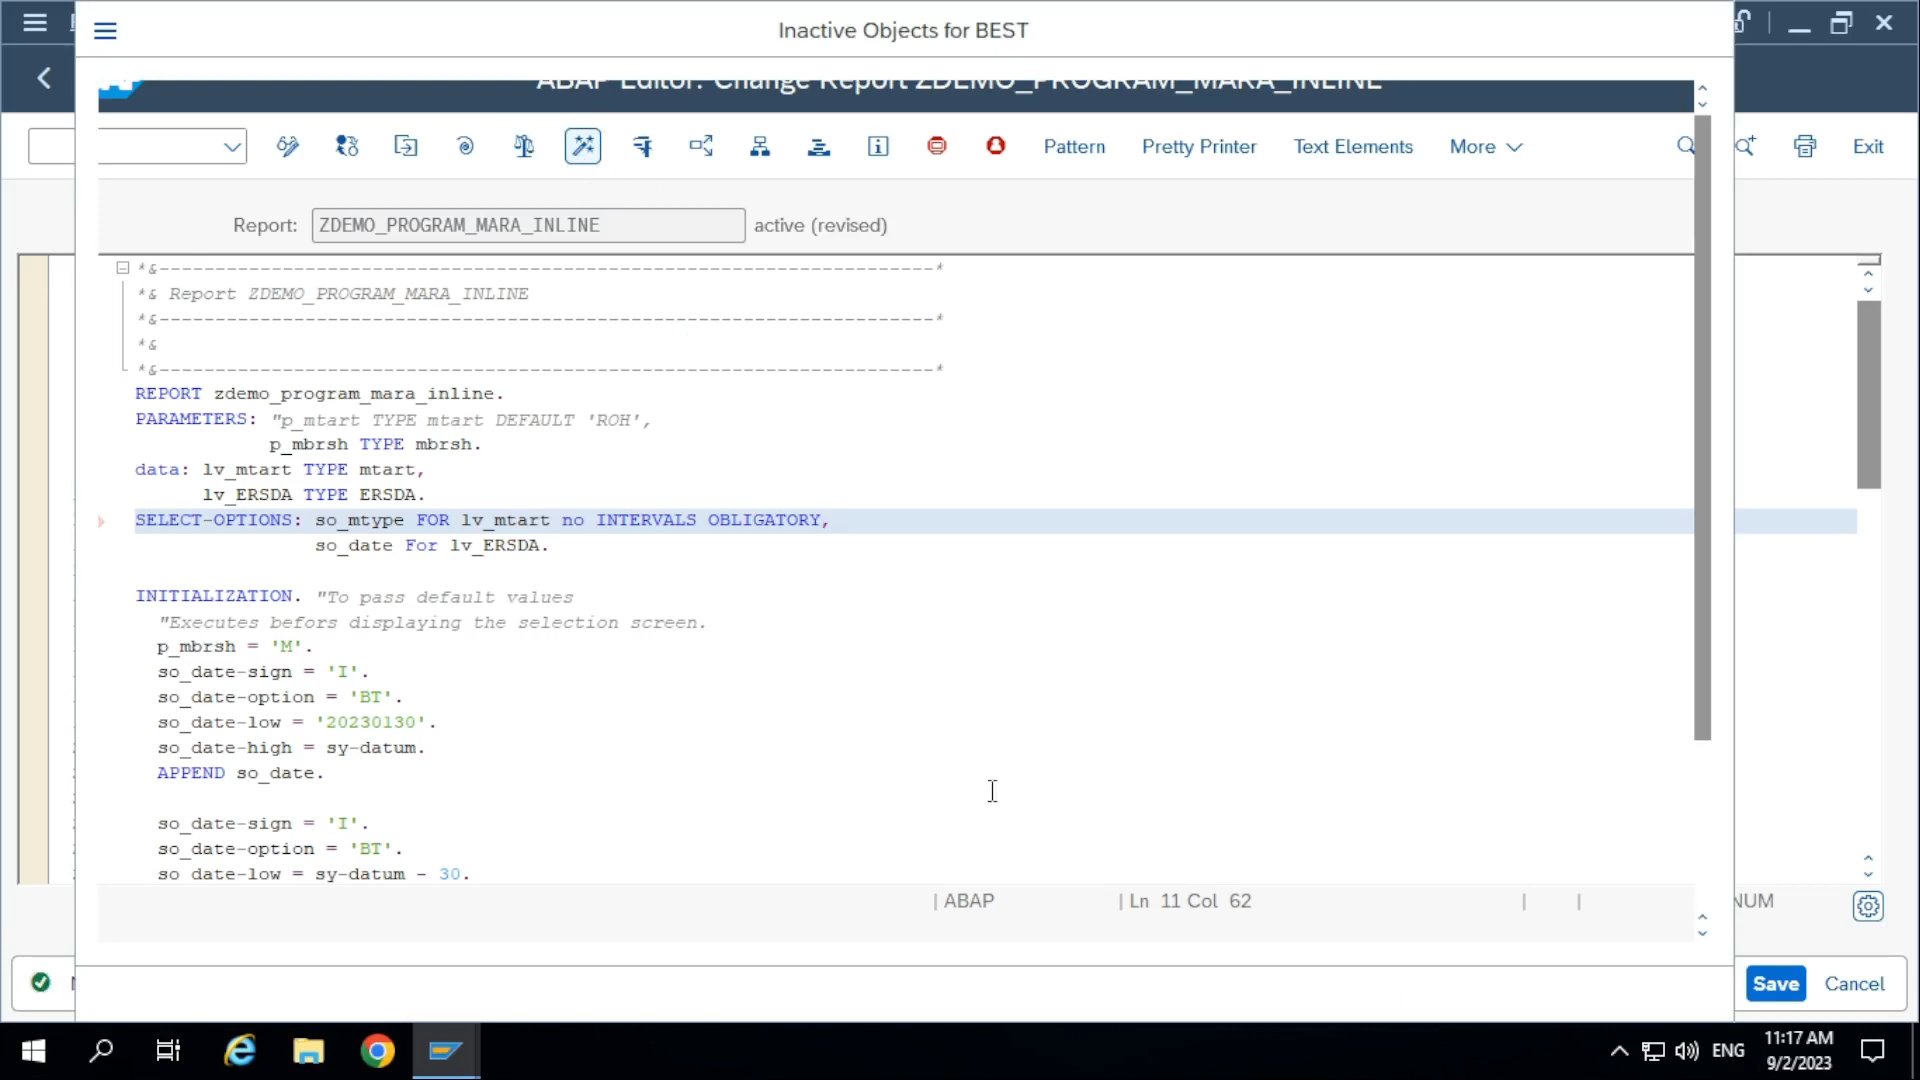 Inactive Objects for BEST
ABAP Editor: Change Report ZDEMO_PROGRAM_MARA_INLINE
Pattern
Pretty Printer
Text Elements
More
Exit
Report: ZDEMO_PROGRAM_MARA_INLINE active (revised)
*&---------------------------------------------------------------------*
*& Report ZDEMO_PROGRAM_MARA_INLINE
*&---------------------------------------------------------------------*
*&
*&---------------------------------------------------------------------*
REPORT zdemo_program_mara_inline.
PARAMETERS: "p_mtart TYPE mtart DEFAULT 'ROH',
p_mbrsh TYPE mbrsh.
data: lv_mtart TYPE mtart,
lv_ERSDA TYPE ERSDA.
SELECT-OPTIONS: so_mtype FOR lv_mtart no INTERVALS OBLIGATORY,
so_date For lv_ERSDA.
INITIALIZATION. "To pass default values
"Executes befors displaying the selection screen.
p_mbrsh = 'M'.
so_date-sign = 'I'.
so_date-option = 'BT'.
so_date-low = '20230130'.
so_date-high = sy-datum.
APPEND so_date.
so_date-sign = 'I'.
so_date-option = 'BT'.
so_date-low = sy-datum - 30.
| ABAP | Ln 11 Col 62 | | NUM
Save Cancel
ENG
11:17 AM
9/2/2023